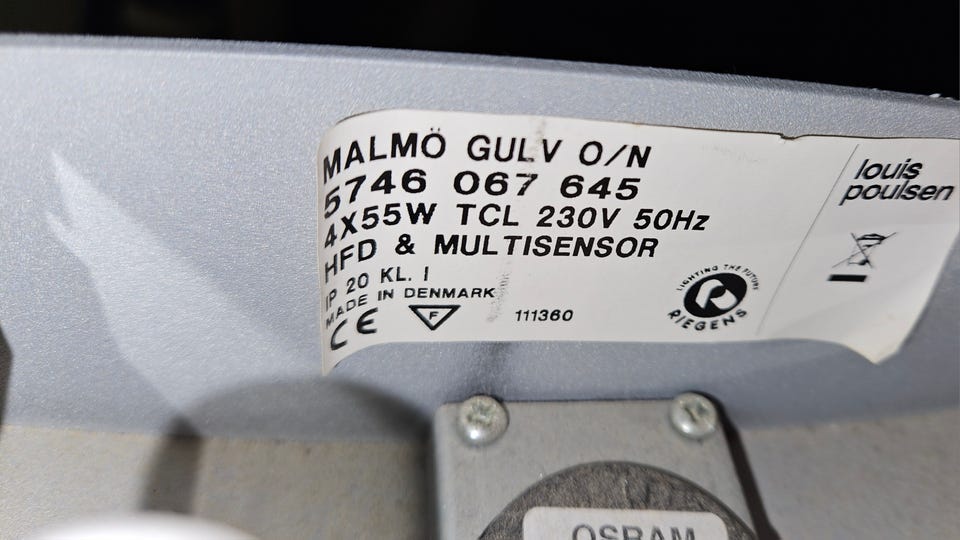 MALMÖ GULV O/N
5746 067 645
4X55W TCL 230V 50Hz
HFD & MULTISENSOR
IP 20 KL. I
MADE IN DENMARK
CE
F
111360
LIGHTING THE FUTURE
R
RIEGENS
louis
poulsen
OSRAM